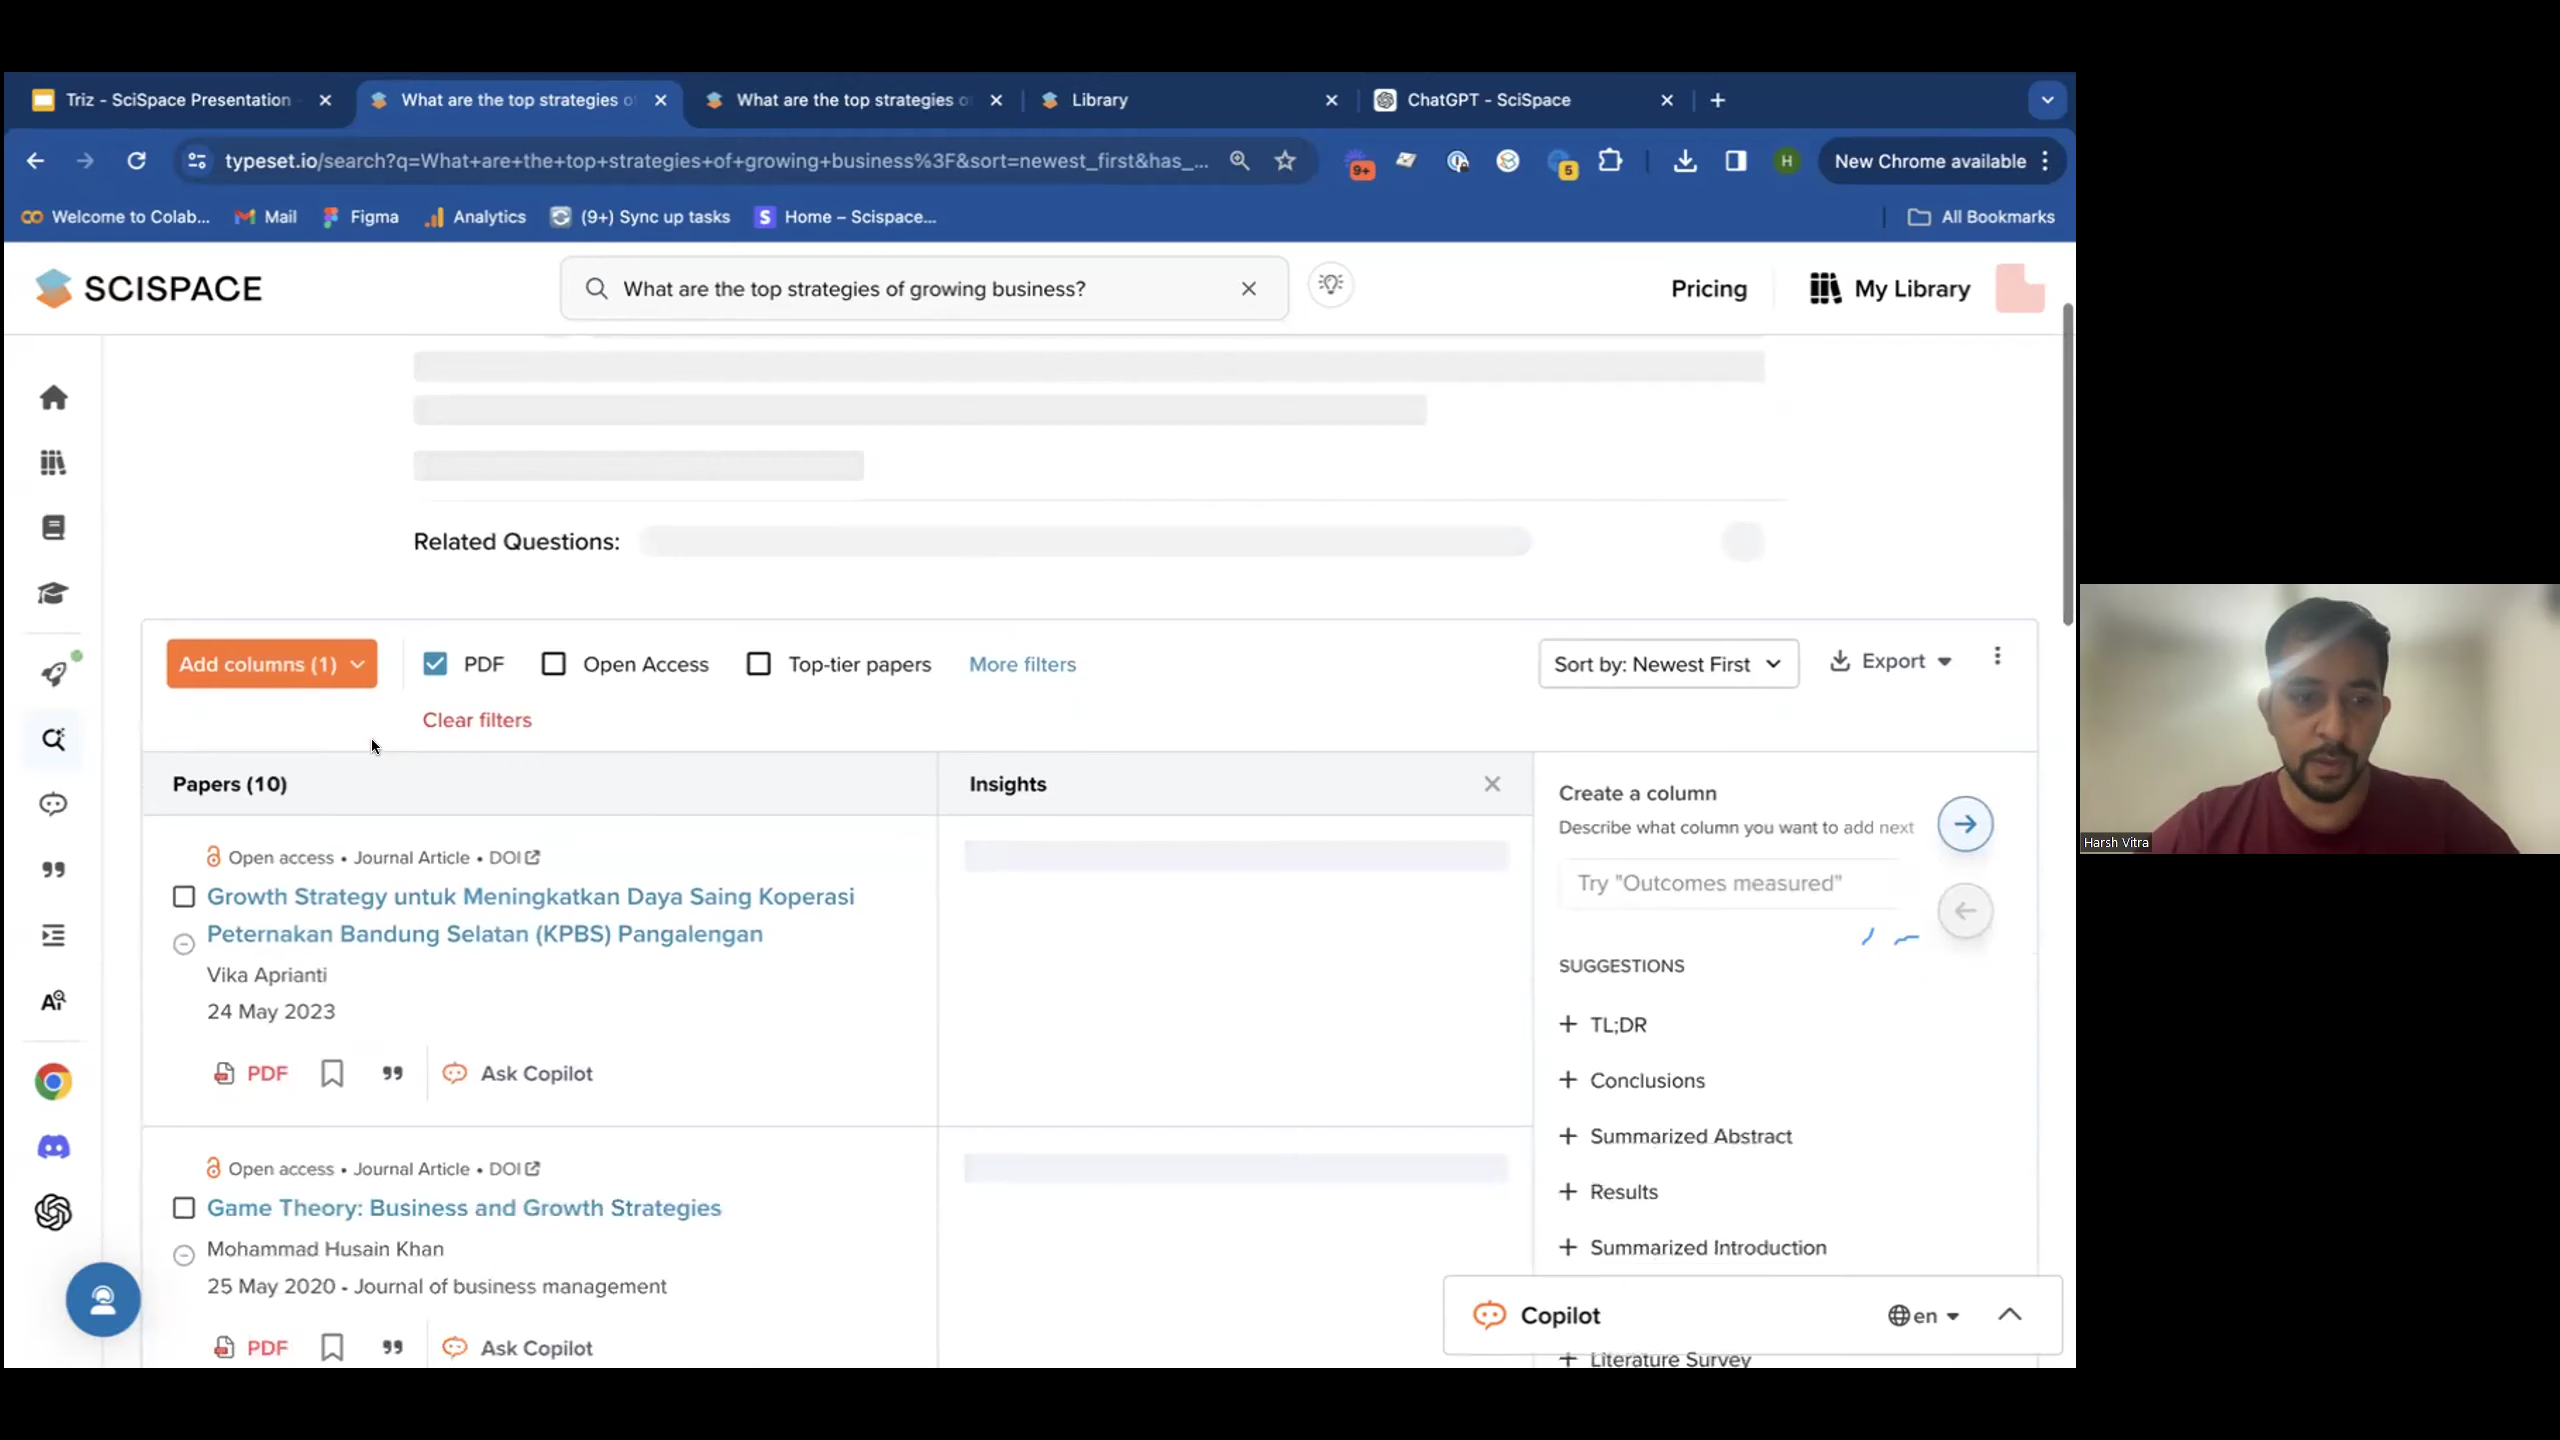 Triz - SciSpace Presentation
What are the top strategies o
What are the top strategies o
Library
ChatGPT - SciSpace
typeset.io/search?q=What+are+the+top+strategies+of+growing+business%3F&sort=newest_first&has_...
9+
5
H
New Chrome available
Welcome to Colab...
Mail
Figma
Analytics
(9+) Sync up tasks
S
Home – Scispace...
All Bookmarks
SCISPACE
What are the top strategies of growing business?
Pricing
My Library
Related Questions:
Add columns (1)
PDF
Open Access
Top-tier papers
More filters
Sort by: Newest First
Export
Clear filters
Papers (10)
Insights
Create a column
Describe what column you want to add next
Try "Outcomes measured"
SUGGESTIONS
+ TL;DR
+ Conclusions
+ Summarized Abstract
+ Results
+ Summarized Introduction
+ Literature Survey
Open access • Journal Article • DOI
Growth Strategy untuk Meningkatkan Daya Saing Koperasi
Peternakan Bandung Selatan (KPBS) Pangalengan
Vika Aprianti
24 May 2023
PDF
Ask Copilot
Open access • Journal Article • DOI
Game Theory: Business and Growth Strategies
Mohammad Husain Khan
25 May 2020 - Journal of business management
PDF
Ask Copilot
Copilot
en
Harsh Vitra